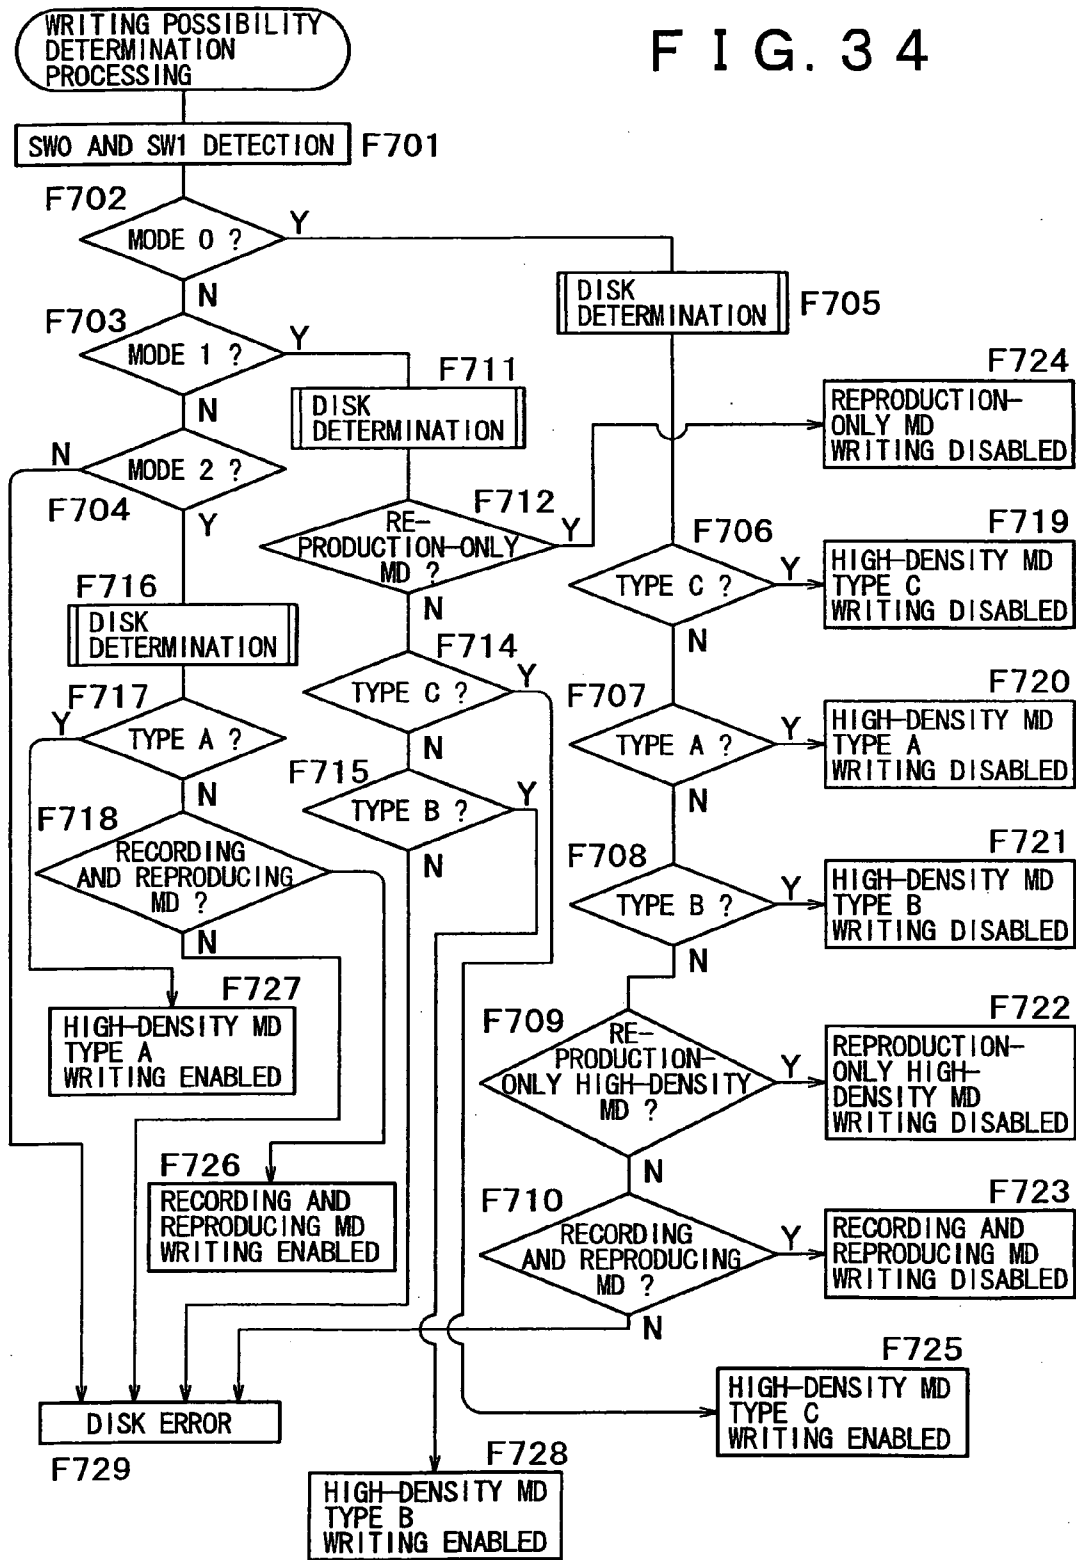 FIG. 34
WRITING POSSIBILITY
DETERMINATION
PROCESSING
SW0 AND SW1 DETECTION
F701
F702
MODE 0 ?
Y
N
F703
MODE 1 ?
Y
N
MODE 2 ?
N
F704
Y
DISK
DETERMINATION
F705
F711
DISK
DETERMINATION
F712
RE-
PRODUCTION-ONLY
MD ?
Y
N
F724
REPRODUCTION-
ONLY MD
WRITING DISABLED
F706
TYPE C ?
Y
N
F719
HIGH-DENSITY MD
TYPE C
WRITING DISABLED
F716
DISK
DETERMINATION
F714
TYPE C ?
Y
N
F707
TYPE A ?
Y
N
F720
HIGH-DENSITY MD
TYPE A
WRITING DISABLED
F717
TYPE A ?
Y
N
F715
TYPE B ?
Y
N
F718
RECORDING
AND REPRODUCING
MD ?
N
F708
TYPE B ?
Y
N
F721
HIGH-DENSITY MD
TYPE B
WRITING DISABLED
F727
HIGH-DENSITY MD
TYPE A
WRITING ENABLED
F709
RE-
PRODUCTION-
ONLY HIGH-DENSITY
MD ?
Y
N
F722
REPRODUCTION-
ONLY HIGH-
DENSITY MD
WRITING DISABLED
F726
RECORDING AND
REPRODUCING MD
WRITING ENABLED
F710
RECORDING
AND REPRODUCING
MD ?
Y
N
F723
RECORDING AND
REPRODUCING MD
WRITING DISABLED
F725
HIGH-DENSITY MD
TYPE C
WRITING ENABLED
DISK ERROR
F729
F728
HIGH-DENSITY MD
TYPE B
WRITING ENABLED